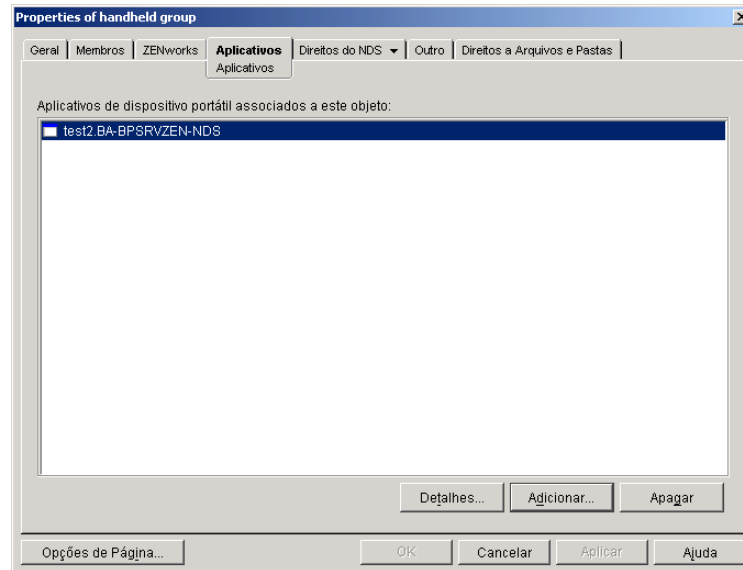 Properties of handheld group
Geral Membros ZENworks Aplicativos Direitos do NDS Outro Direitos a Arquivos e Pastas
Aplicativos
Aplicativos de dispositivo portátil associados a este objeto:
test2.BA-BPSRVZEN-NDS
Detalhes... Adicionar... Apagar
Opções de Página... OK Cancelar Aplicar Ajuda